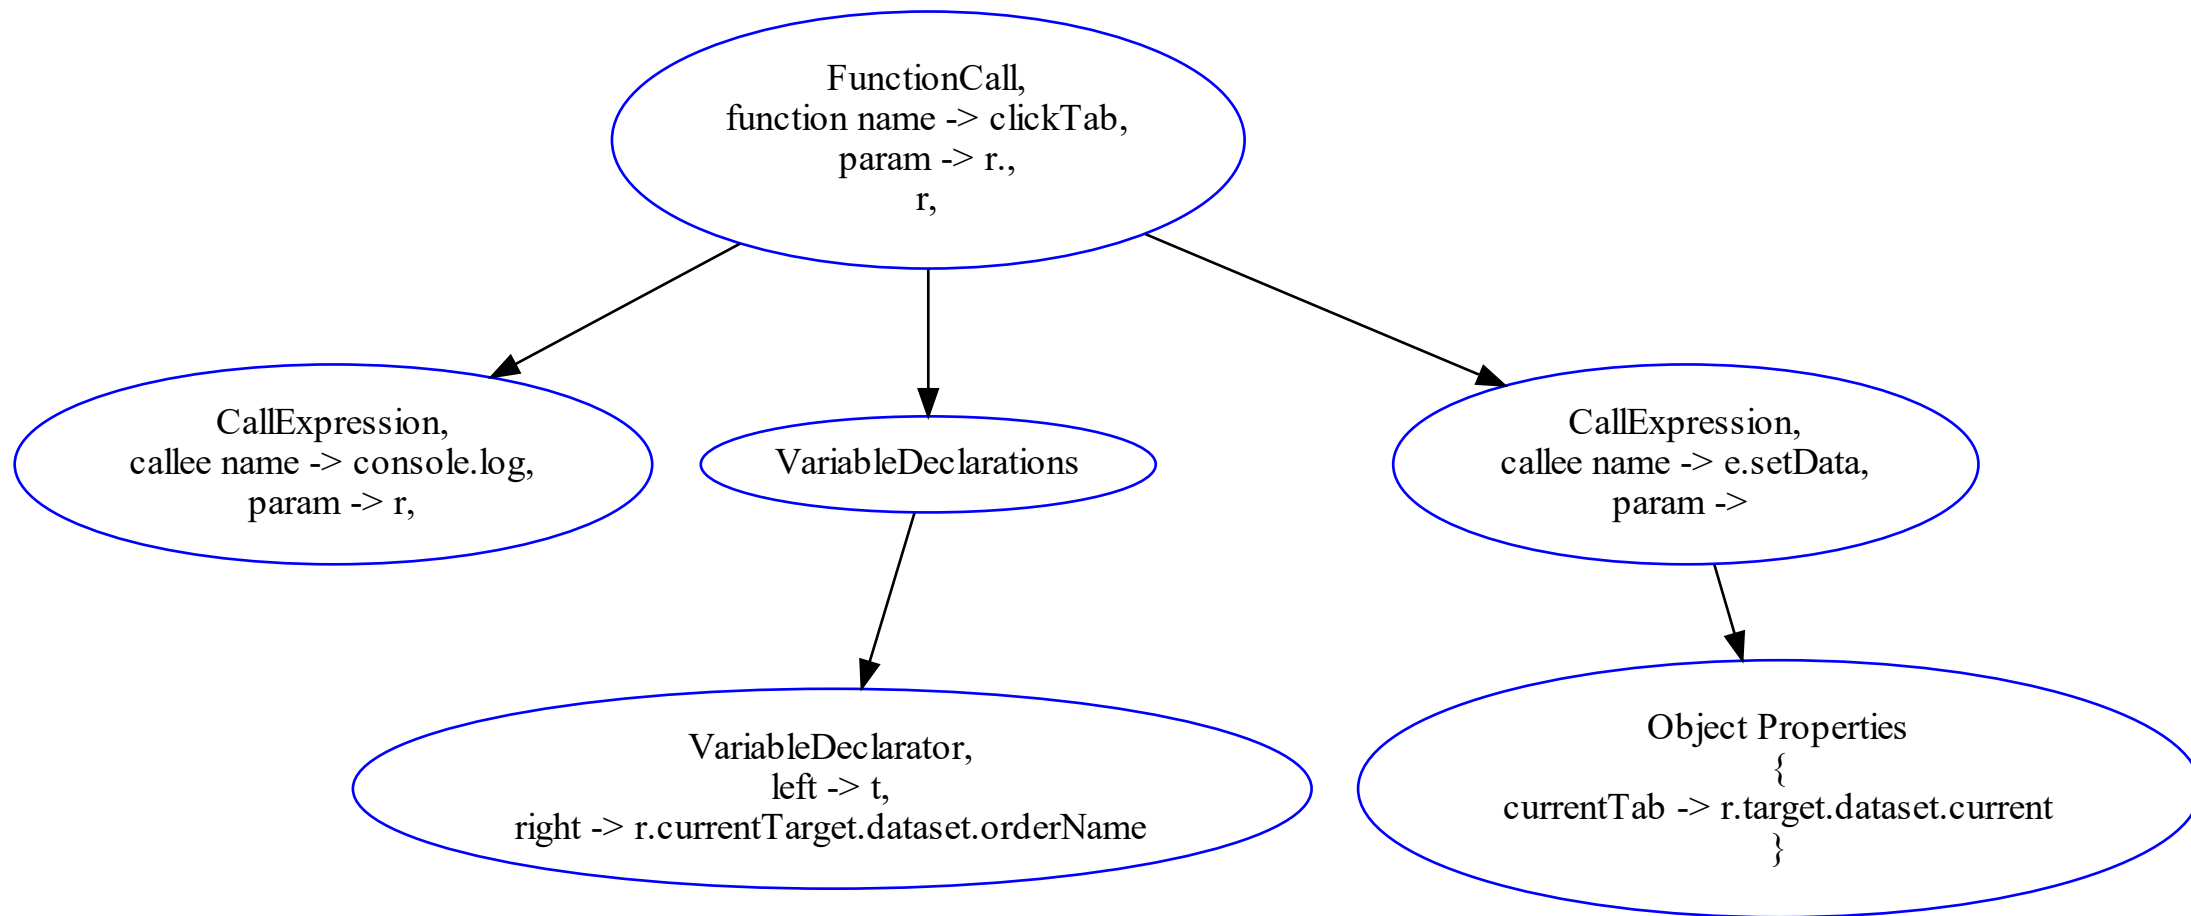 FunctionCall,
function name -> clickTab,
param -> r.,
r,
CallExpression,
callee name -> console.log,
param -> r,
VariableDeclarations
CallExpression,
callee name -> e.setData,
param ->
VariableDeclarator,
left -> t,
right -> r.currentTarget.dataset.orderName
Object Properties
{
currentTab -> r.target.dataset.current
}